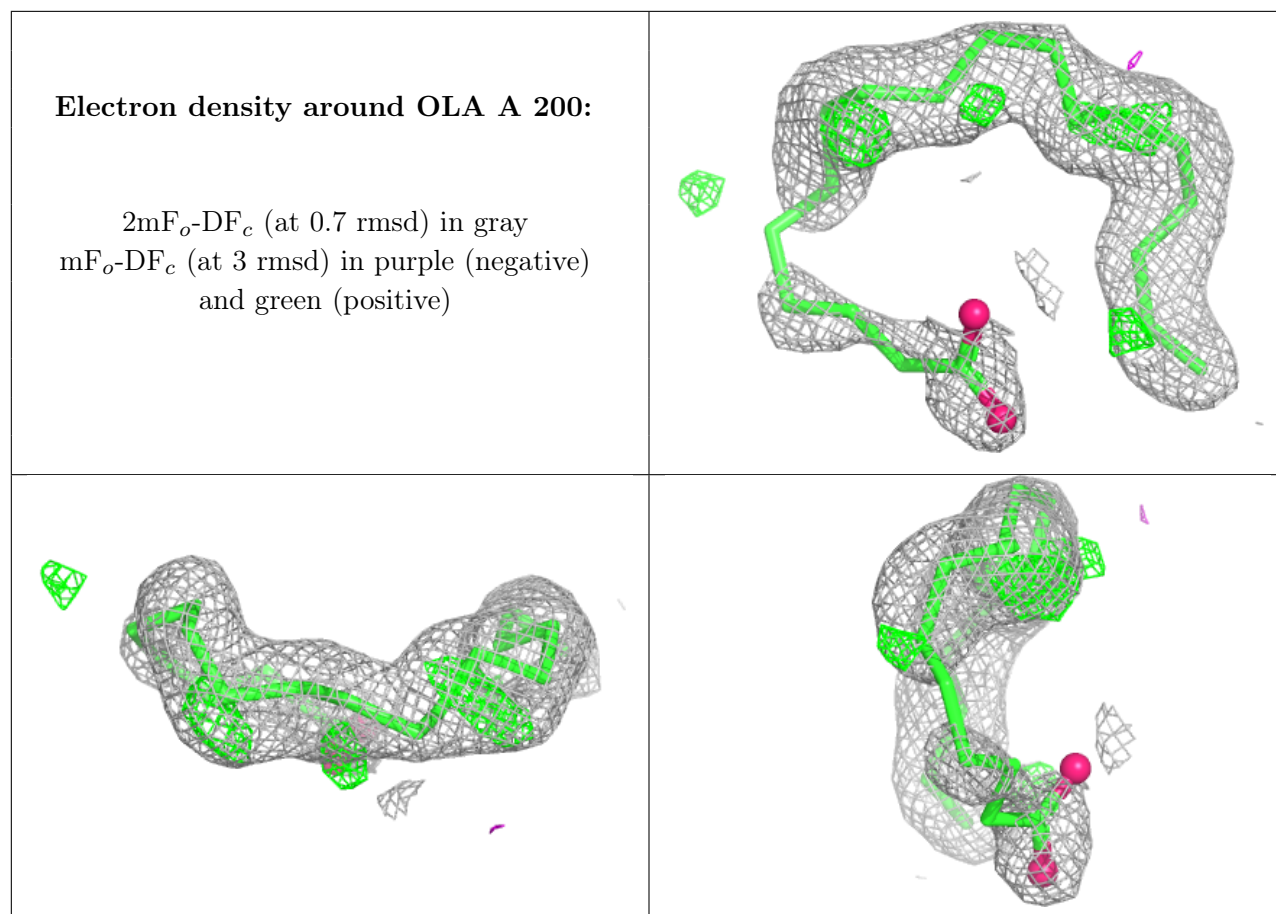 Electron density around OLA A 200:
2mFₒ-DF𝑐 (at 0.7 rmsd) in gray
mFₒ-DF𝑐 (at 3 rmsd) in purple (negative)
and green (positive)